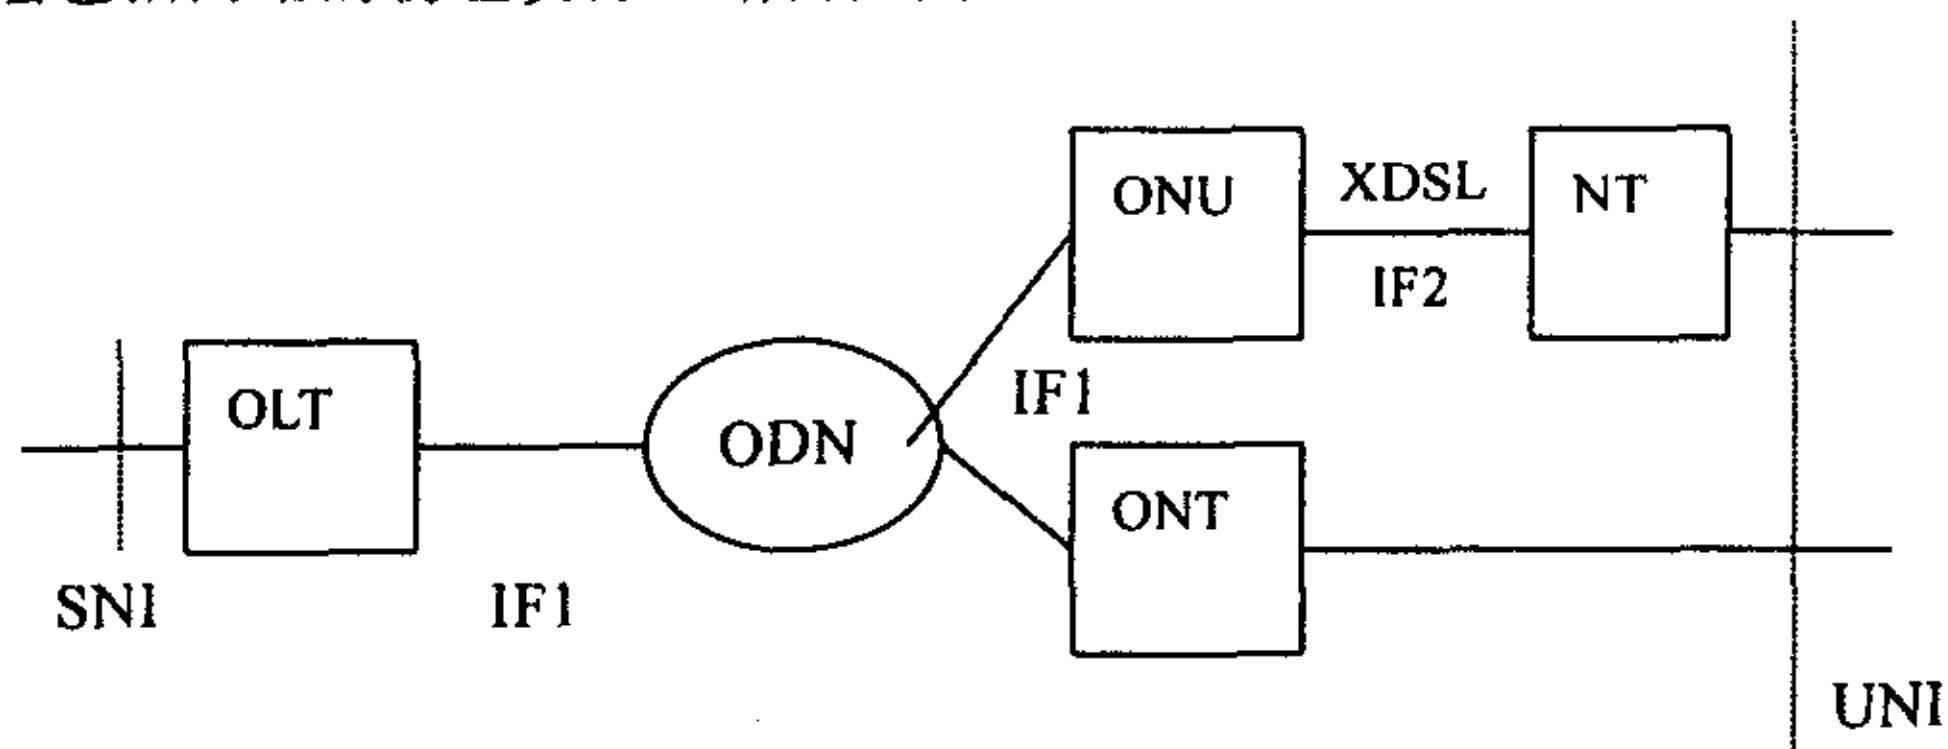 ONU
XDSL
NT
IF2
OLT
ODN
IF1
ONT
SNI
IF1
UNI